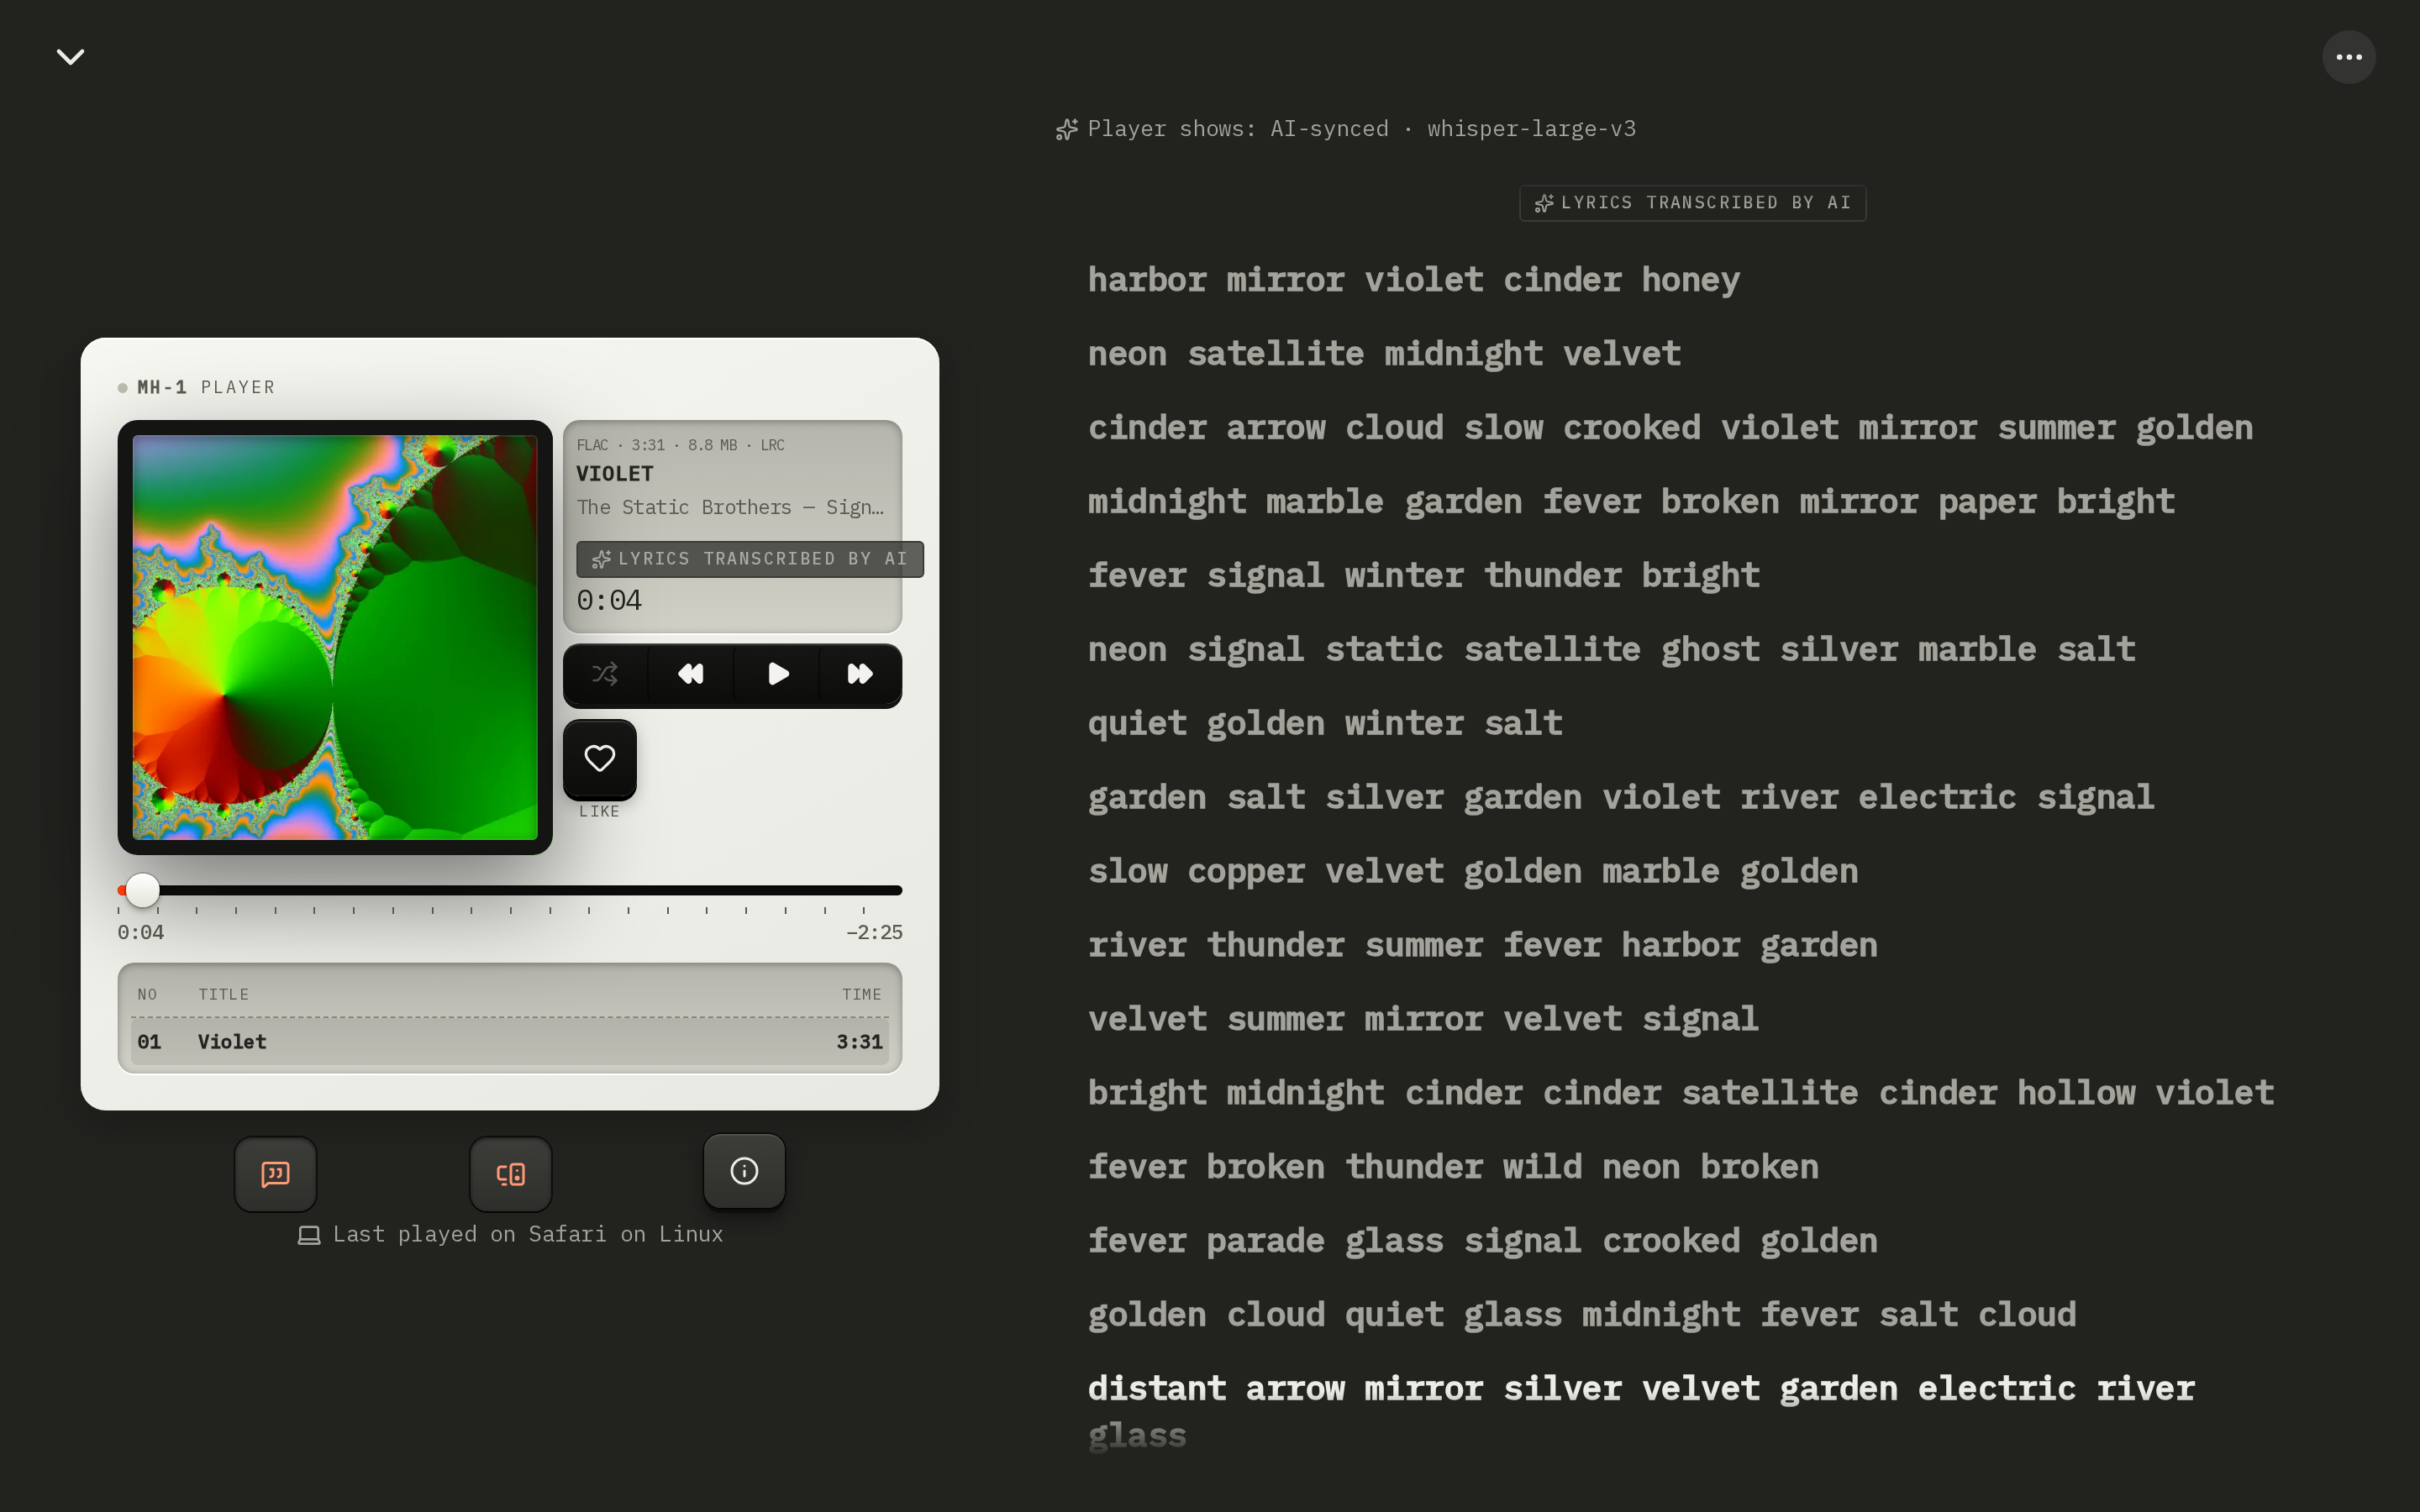 Player shows: AI-synced · whisper-large-v3
LYRICS TRANSCRIBED BY AI
MH-1 PLAYER
FLAC · 3:31 · 8.8 MB · LRC
VIOLET
The Static Brothers — Sign…
LYRICS TRANSCRIBED BY AI
0:04
LIKE
0:04
−2:25
NO TITLE TIME
01 Violet 3:31
Last played on Safari on Linux
harbor mirror violet cinder honey
neon satellite midnight velvet
cinder arrow cloud slow crooked violet mirror summer golden
midnight marble garden fever broken mirror paper bright
fever signal winter thunder bright
neon signal static satellite ghost silver marble salt
quiet golden winter salt
garden salt silver garden violet river electric signal
slow copper velvet golden marble golden
river thunder summer fever harbor garden
velvet summer mirror velvet signal
bright midnight cinder cinder satellite cinder hollow violet
fever broken thunder wild neon broken
fever parade glass signal crooked golden
golden cloud quiet glass midnight fever salt cloud
distant arrow mirror silver velvet garden electric river
glass